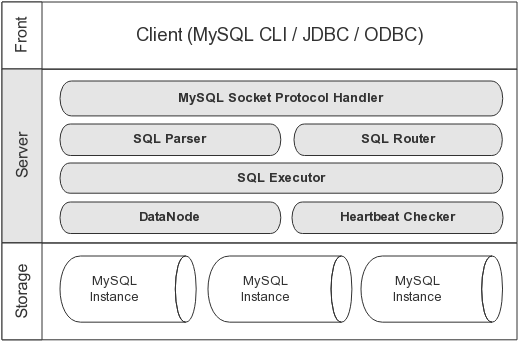 Front
Client (MySQL CLI / JDBC / ODBC)
Server
MySQL Socket Protocol Handler
SQL Parser
SQL Router
SQL Executor
DataNode
Heartbeat Checker
Storage
MySQL
Instance
MySQL
Instance
MySQL
Instance